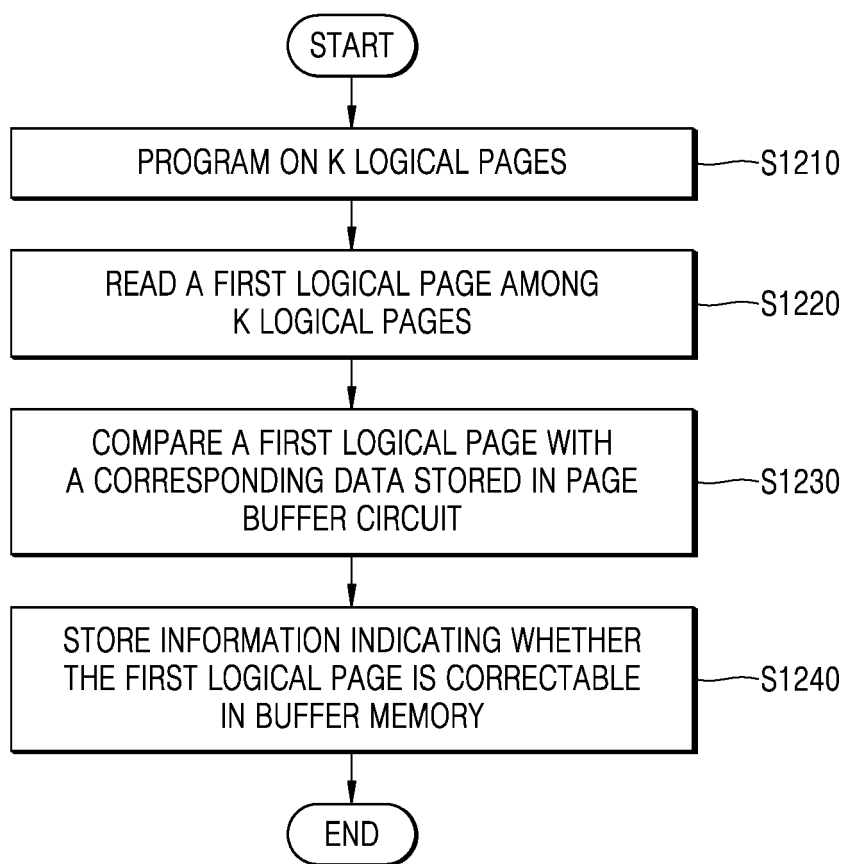 START
PROGRAM ON K LOGICAL PAGES
S1210
READ A FIRST LOGICAL PAGE AMONG
K LOGICAL PAGES
S1220
COMPARE A FIRST LOGICAL PAGE WITH
A CORRESPONDING DATA STORED IN PAGE
BUFFER CIRCUIT
S1230
STORE INFORMATION INDICATING WHETHER
THE FIRST LOGICAL PAGE IS CORRECTABLE
IN BUFFER MEMORY
S1240
END